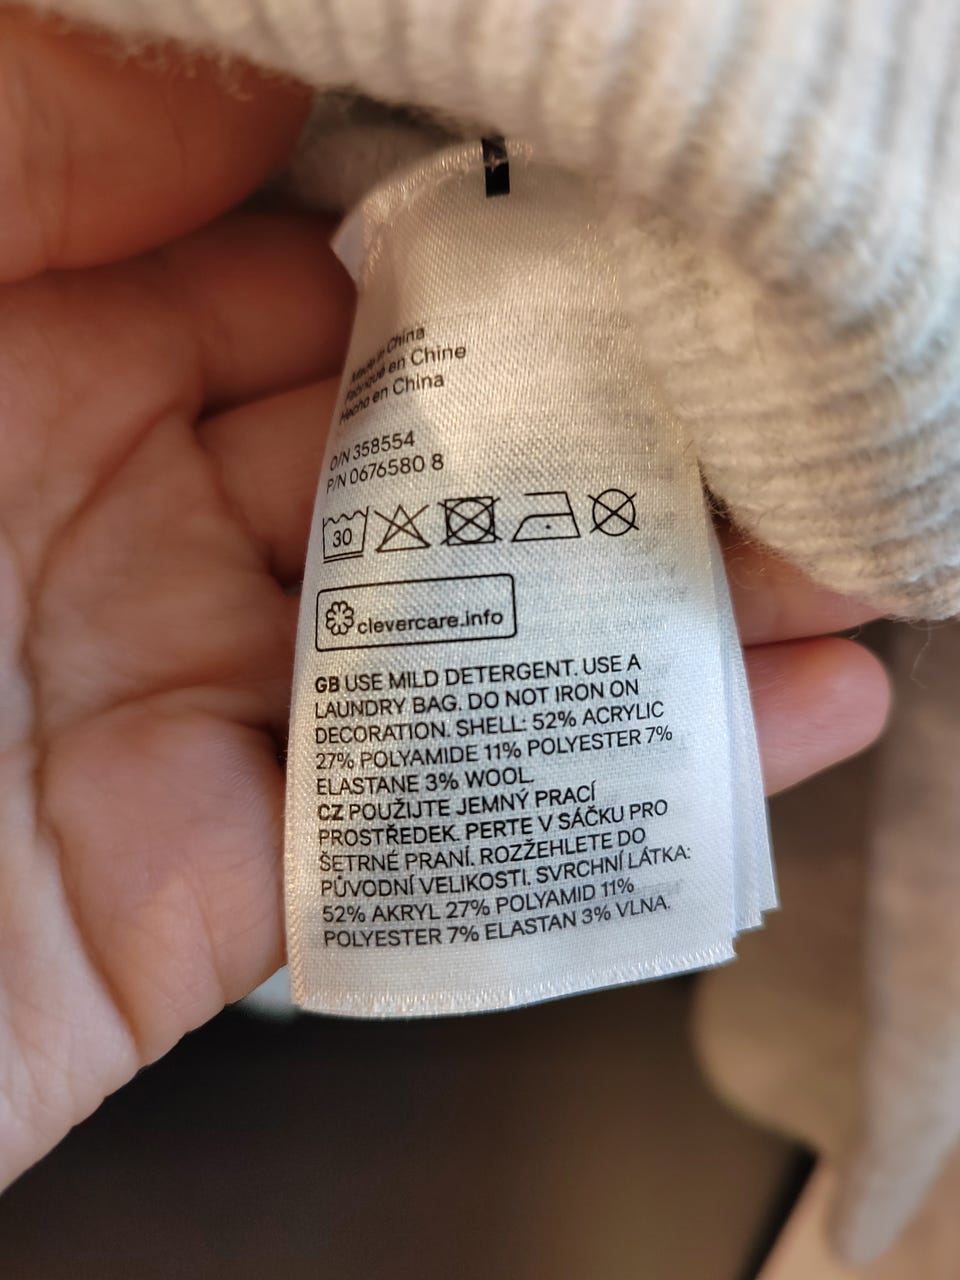 Made in China
Fabriqué en Chine
Hecho en China
O/N 358554
P/N 0676580 8
30
clevercare.info
GB USE MILD DETERGENT. USE A
LAUNDRY BAG. DO NOT IRON ON
DECORATION. SHELL: 52% ACRYLIC
27% POLYAMIDE 11% POLYESTER 7%
ELASTANE 3% WOOL.
CZ POUŽIJTE JEMNÝ PRACÍ
PROSTŘEDEK. PERTE V SÁČKU PRO
ŠETRNÉ PRANÍ. ROZŽEHLETE DO
PŮVODNÍ VELIKOSTI. SVRCHNÍ LÁTKA:
52% AKRYL 27% POLYAMID 11%
POLYESTER 7% ELASTAN 3% VLNA.